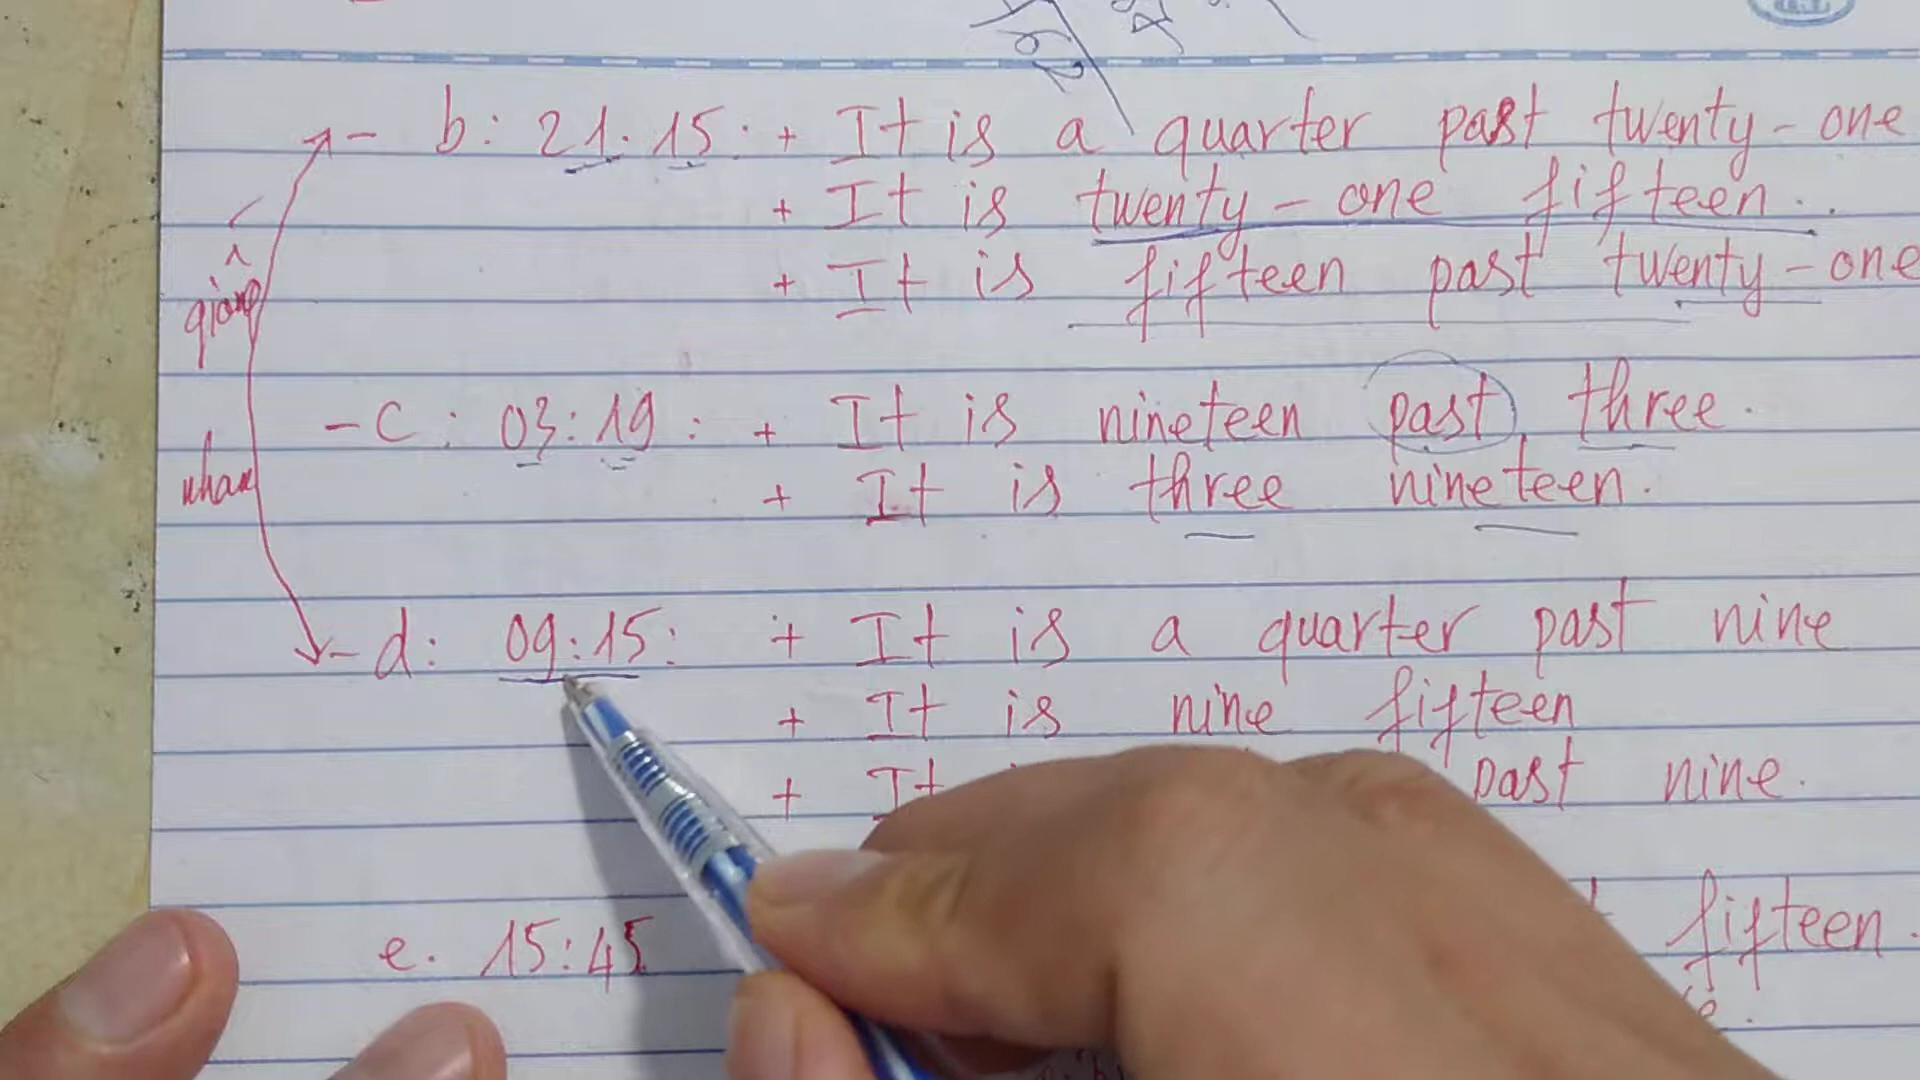 - b: 21:15: + It is a quarter past twenty-one
+ It is twenty-one fifteen.
+ It is fifteen past twenty-one
giống nhau
- C: 03:19: + It is nineteen past three.
+ It is three nineteen.
- d: 09:15: + It is a quarter past nine
+ It is nine fifteen
+ It past nine.
e. 15:45 fifteen.